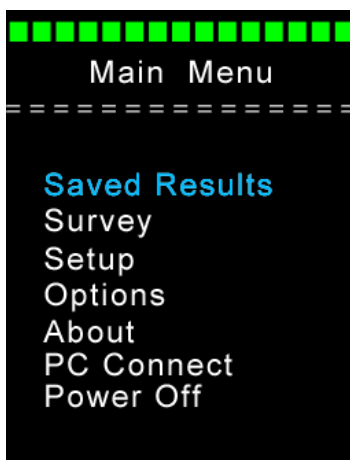 Main Menu
===============
Saved Results
Survey
Setup
Options
About
PC Connect
Power Off